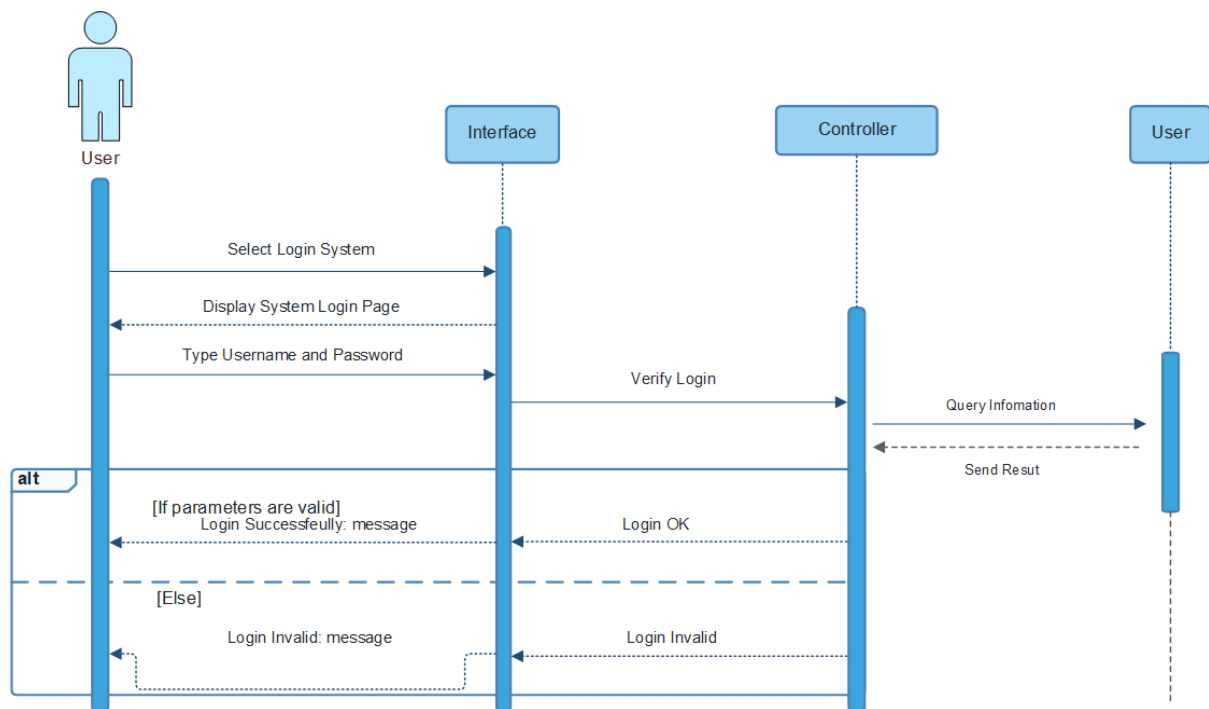 User
Interface
Controller
User
Select Login System
Display System Login Page
Type Username and Password
Verify Login
Query Infomation
Send Resut
alt
[If parameters are valid]
Login Successfeully: message
Login OK
[Else]
Login Invalid: message
Login Invalid